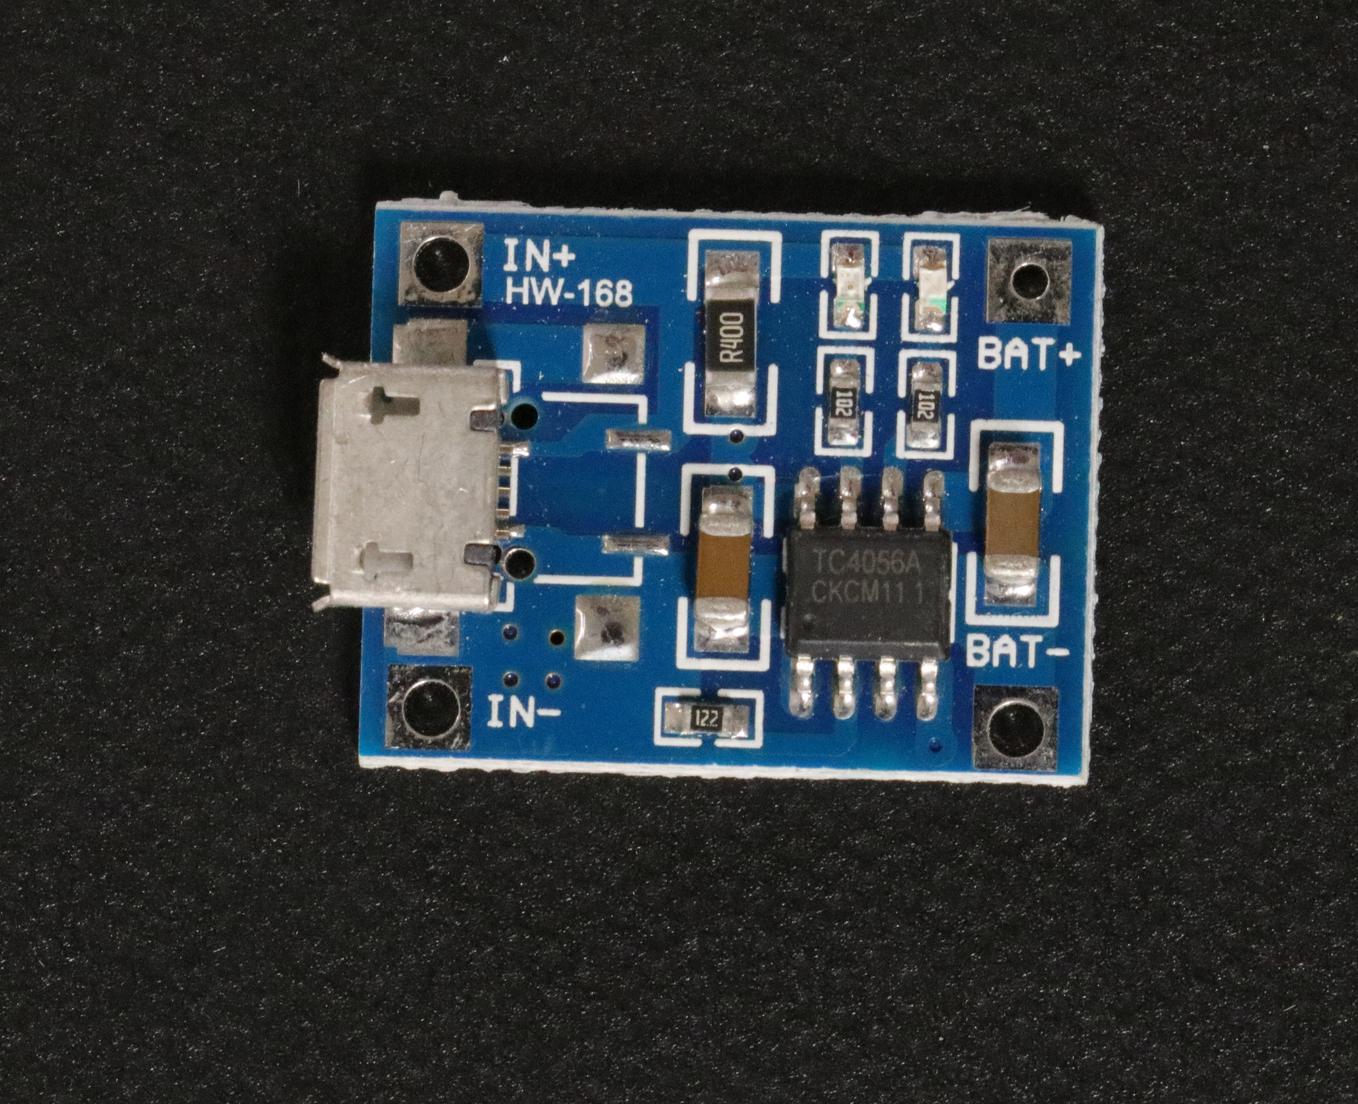 IN+
HW-168
R400
102
102
BAT+
TC4056A
CKCM11 1
BAT-
122
IN-